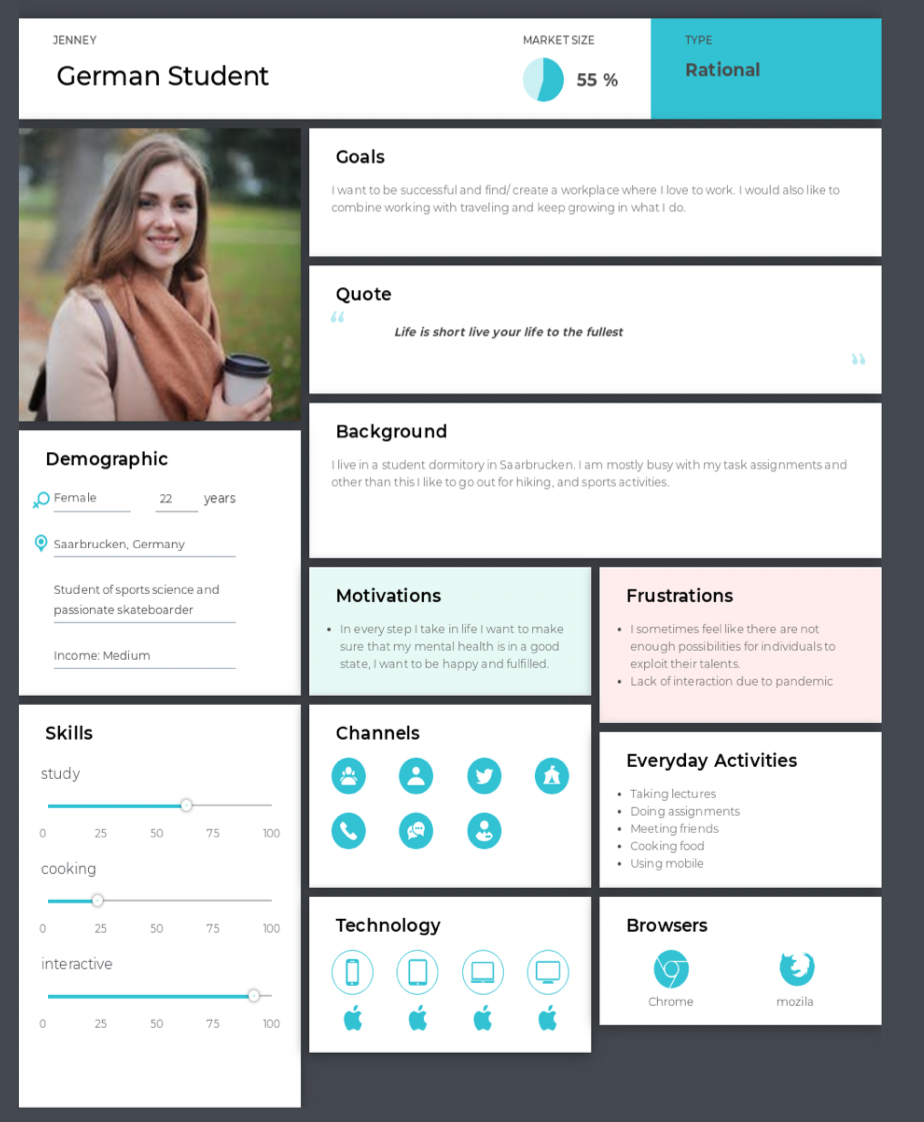 JENNEY
German Student
MARKET SIZE
55 %
TYPE
Rational
Goals
I want to be successful and find/ create a workplace where I love to work. I would also like to
combine working with traveling and keep growing in what I do.
Quote
“
Life is short live your life to the fullest
”
Background
I live in a student dormitory in Saarbrucken. I am mostly busy with my task assignments and
other than this I like to go out for hiking, and sports activities.
Demographic
Female 22 years
Saarbrucken, Germany
Student of sports science and
passionate skateboarder
Income: Medium
Motivations
• In every step I take in life I want to make
sure that my mental health is in a good
state, I want to be happy and fulfilled.
Frustrations
• I sometimes feel like there are not
enough possibilities for individuals to
exploit their talents.
• Lack of interaction due to pandemic
Skills
study
0 25 50 75 100
cooking
0 25 50 75 100
interactive
0 25 50 75 100
Channels
Everyday Activities
• Taking lectures
• Doing assignments
• Meeting friends
• Cooking food
• Using mobile
Technology
Browsers
Chrome
mozila